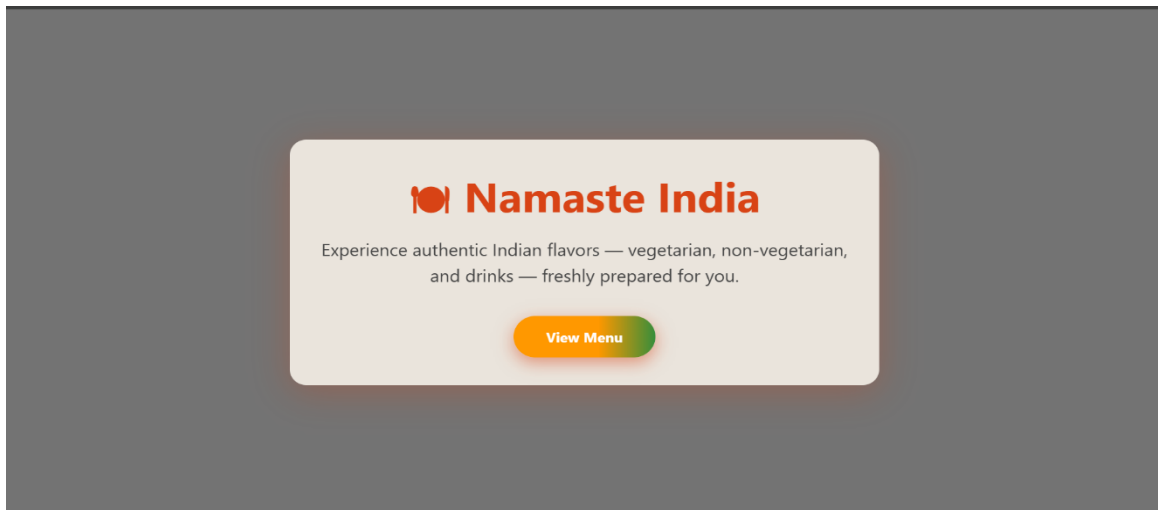 🍽 Namaste India
Experience authentic Indian flavors — vegetarian, non-vegetarian,
and drinks — freshly prepared for you.
View Menu